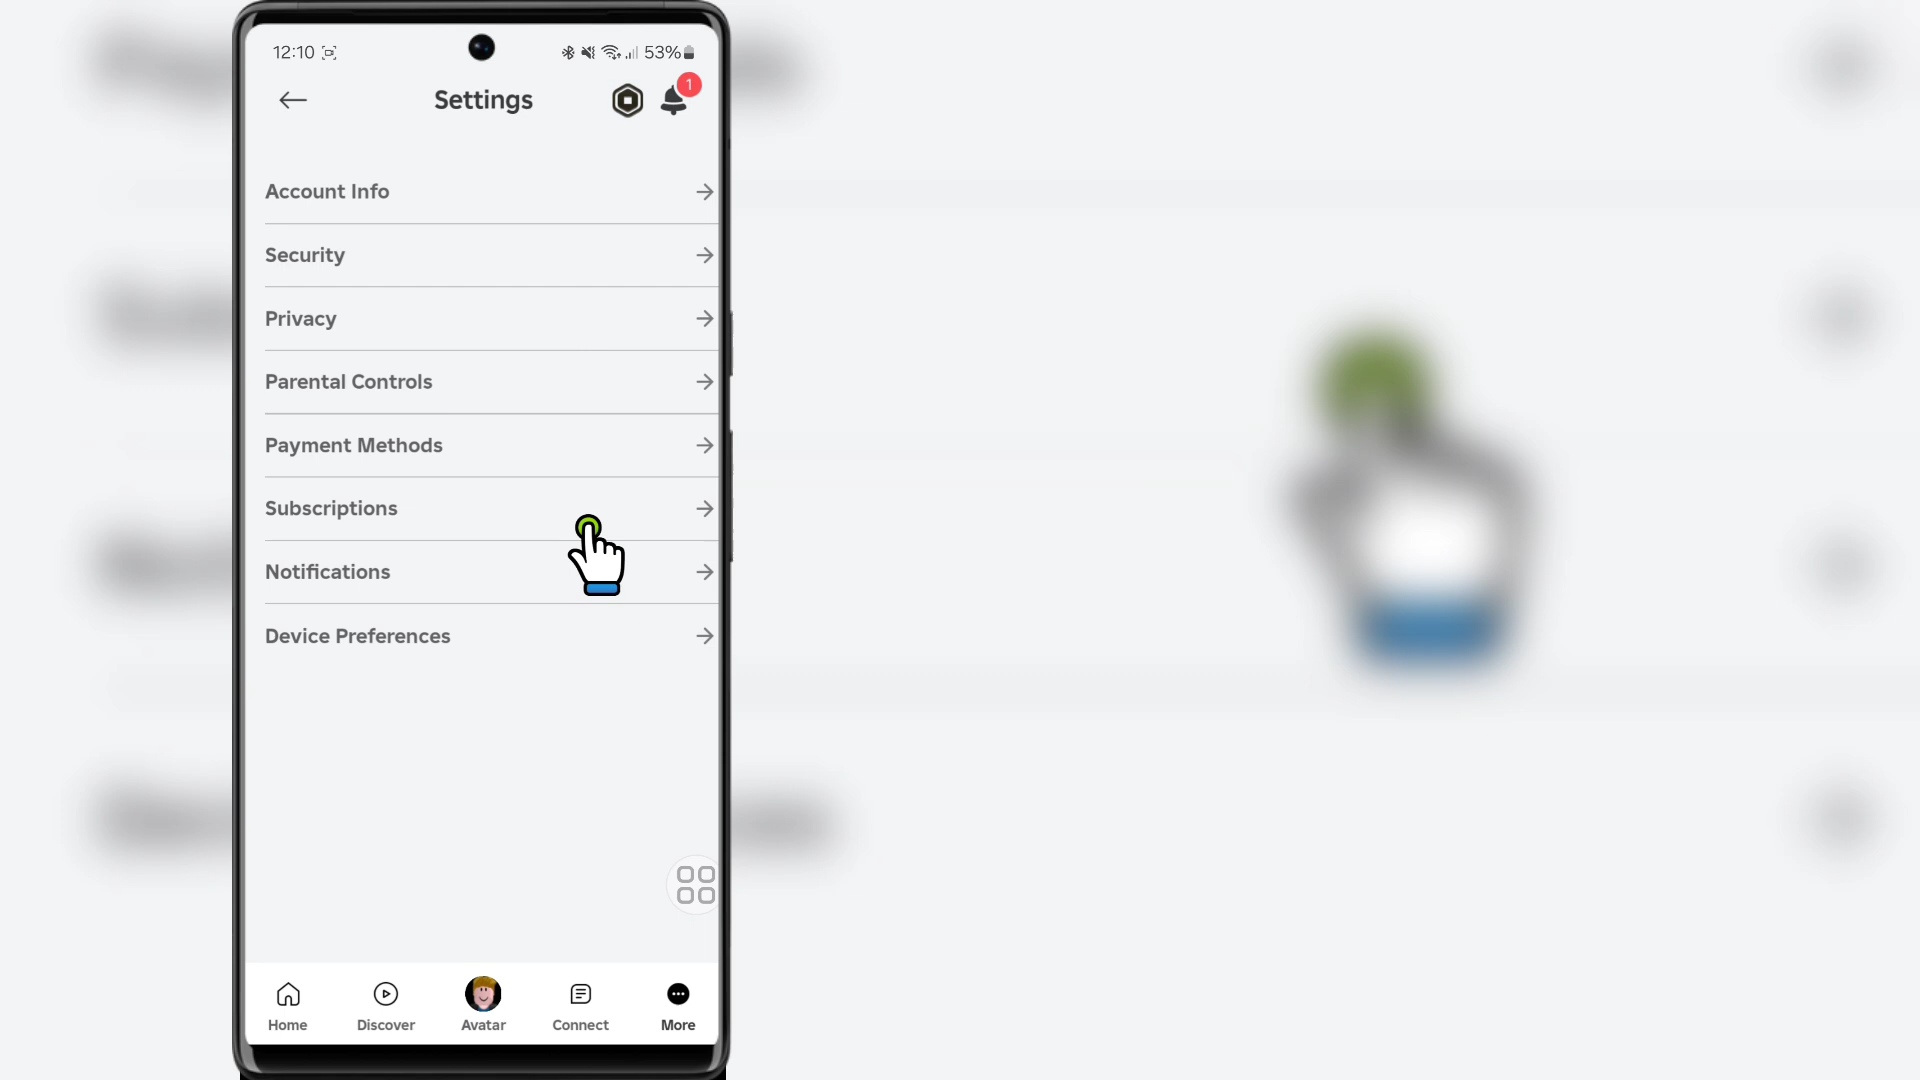 12:10
53%
Settings
1
Account Info
Security
Privacy
Parental Controls
Payment Methods
Subscriptions
Notifications
Device Preferences
Home
Discover
Avatar
Connect
More